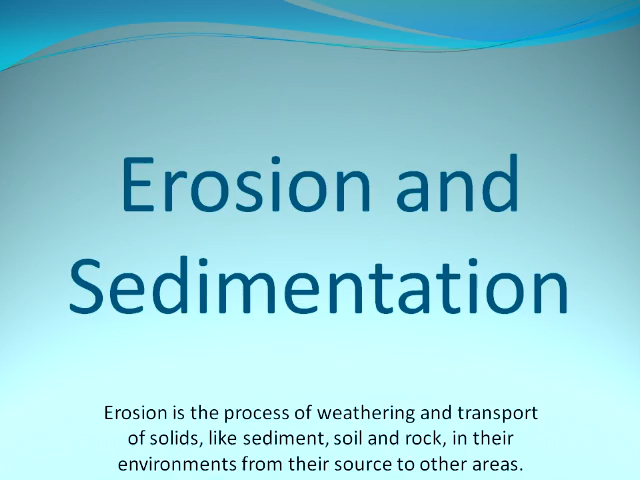 Erosion and
Sedimentation
Erosion is the process of weathering and transport
of solids, like sediment, soil and rock, in their
environments from their source to other areas.